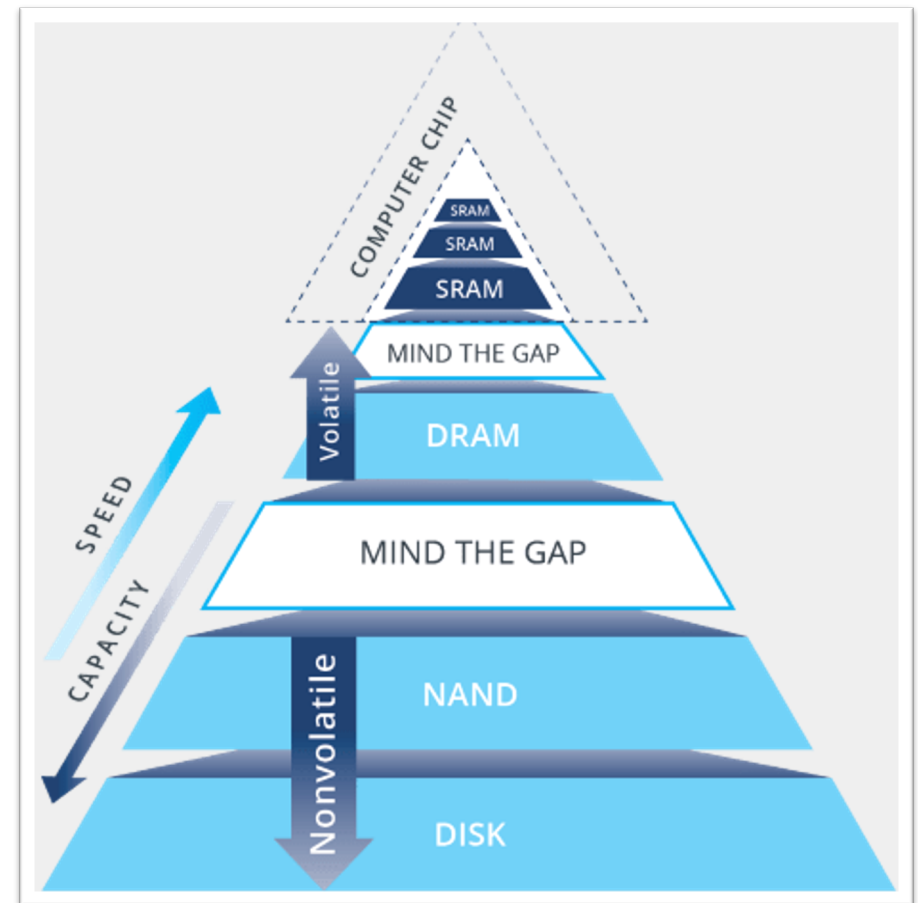 COMPUTER CHIP
SRAM
SRAM
SRAM
MIND THE GAP
Volatile
DRAM
SPEED
MIND THE GAP
CAPACITY
Nonvolatile
NAND
DISK